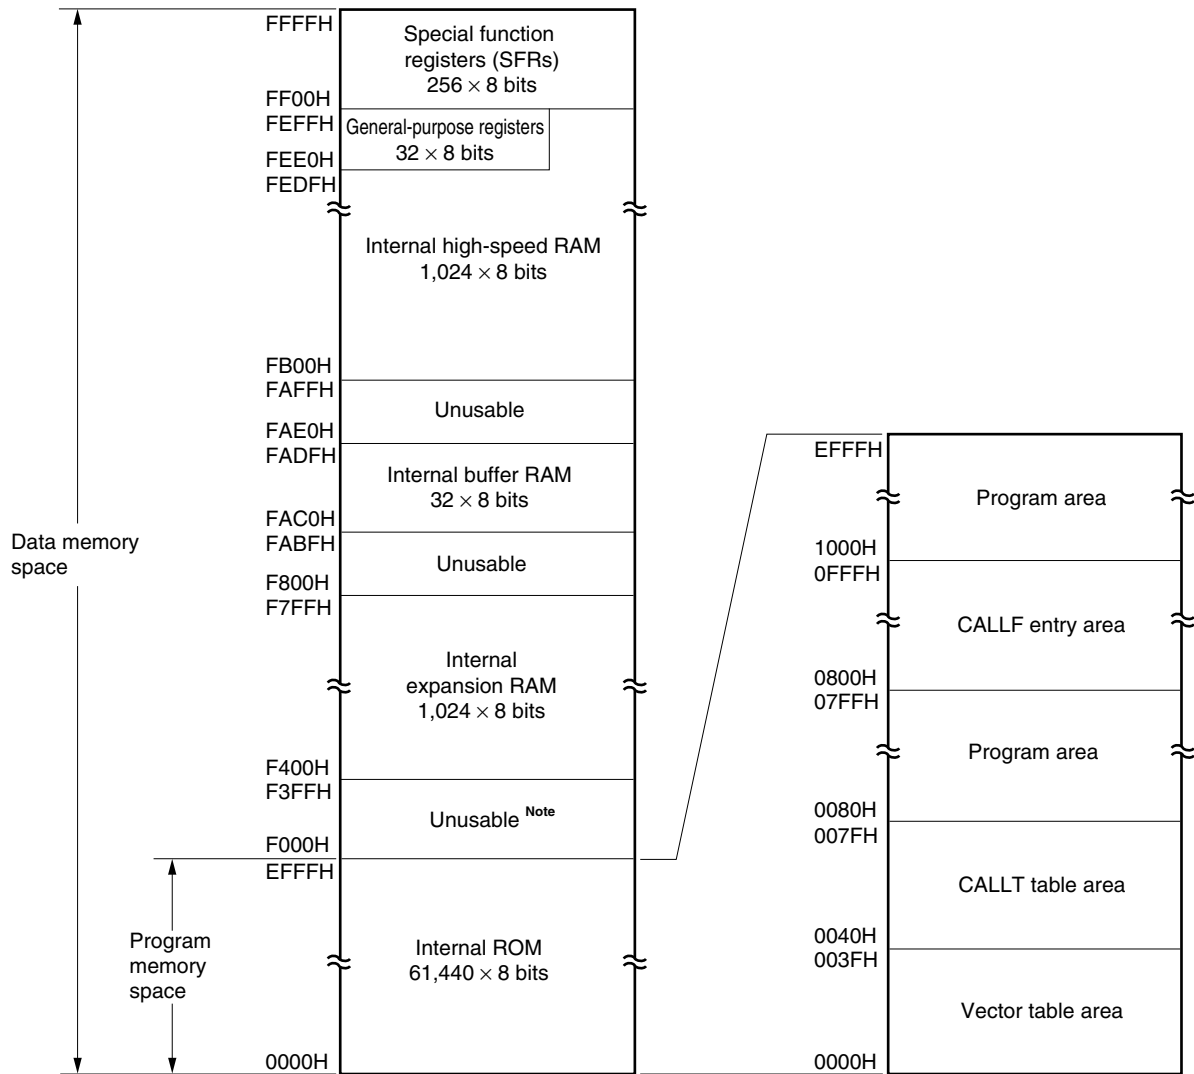 FFFFH
Special function
registers (SFRs)
256 × 8 bits
FF00H
FEFFH
General-purpose registers
32 × 8 bits
FEE0H
FEDFH
Internal high-speed RAM
1,024 × 8 bits
FB00H
FAFFH
Unusable
FAE0H
FADFH
Internal buffer RAM
32 × 8 bits
FAC0H
FABFH
Unusable
F800H
F7FFH
Internal
expansion RAM
1,024 × 8 bits
F400H
F3FFH
Unusable Note
F000H
EFFFH
Internal ROM
61,440 × 8 bits
0000H
Data memory
space
Program
memory
space
EFFFH
Program area
1000H
0FFFH
CALLF entry area
0800H
07FFH
Program area
0080H
007FH
CALLT table area
0040H
003FH
Vector table area
0000H